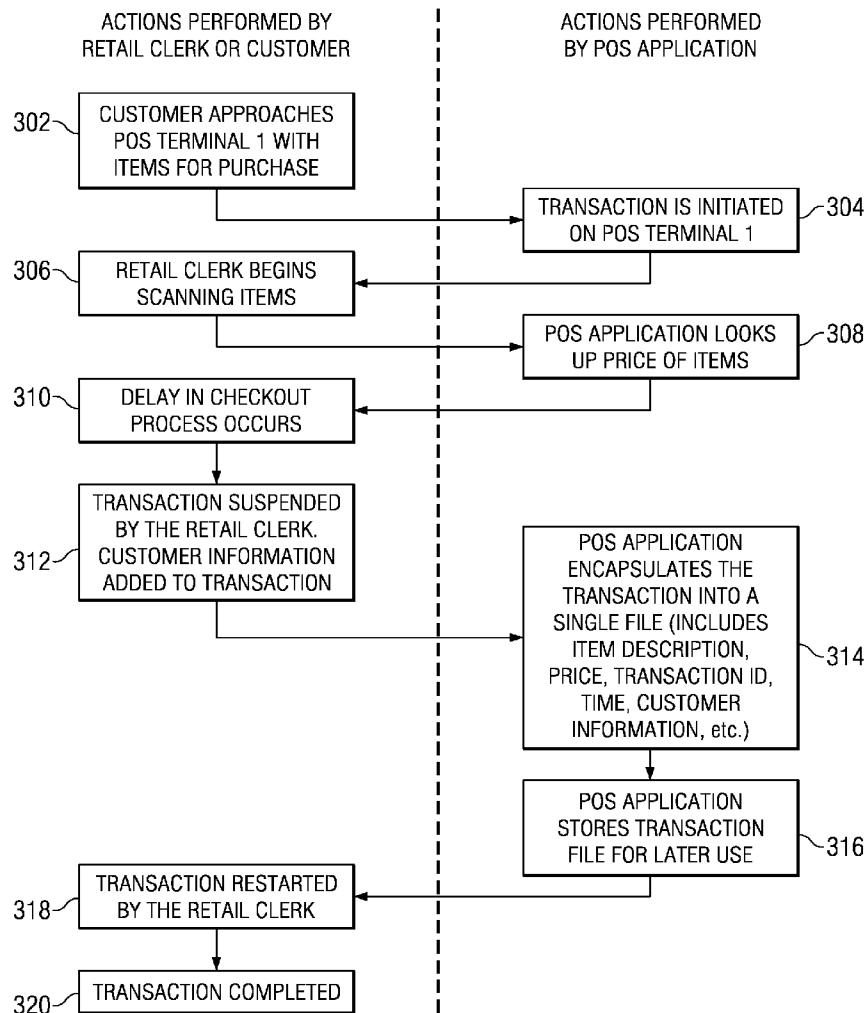 ACTIONS PERFORMED BY
RETAIL CLERK OR CUSTOMER
ACTIONS PERFORMED
BY POS APPLICATION
302
CUSTOMER APPROACHES
POS TERMINAL 1 WITH
ITEMS FOR PURCHASE
TRANSACTION IS INITIATED
ON POS TERMINAL 1
304
306
RETAIL CLERK BEGINS
SCANNING ITEMS
POS APPLICATION LOOKS
UP PRICE OF ITEMS
308
310
DELAY IN CHECKOUT
PROCESS OCCURS
312
TRANSACTION SUSPENDED
BY THE RETAIL CLERK.
CUSTOMER INFORMATION
ADDED TO TRANSACTION
POS APPLICATION
ENCAPSULATES THE
TRANSACTION INTO A
SINGLE FILE (INCLUDES
ITEM DESCRIPTION,
PRICE, TRANSACTION ID,
TIME, CUSTOMER
INFORMATION, etc.)
314
POS APPLICATION
STORES TRANSACTION
FILE FOR LATER USE
316
318
TRANSACTION RESTARTED
BY THE RETAIL CLERK
320
TRANSACTION COMPLETED